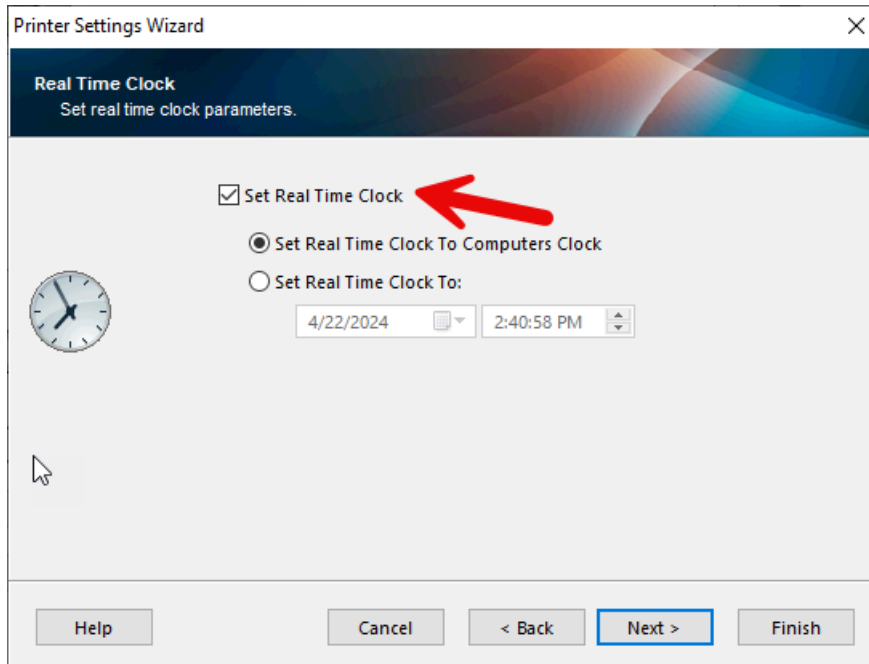 Printer Settings Wizard
Real Time Clock
Set real time clock parameters.
Set Real Time Clock
Set Real Time Clock To Computers Clock
Set Real Time Clock To:
4/22/2024 2:40:58 PM
Help Cancel < Back Next > Finish